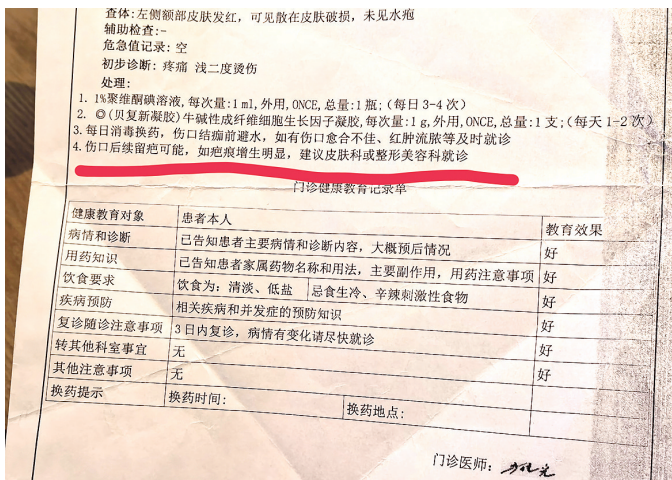 查体:左侧额部皮肤发红，可见散在皮肤破损，未见水疱
辅助检查:-
危急值记录: 空
初步诊断: 疼痛 浅二度烫伤
处理:
1. 1%聚维酮碘溶液, 每次量:1ml, 外用, ONCE, 总量:1瓶; (每日3-4次)
2. ◎(贝复新凝胶)牛碱性成纤维细胞生长因子凝胶, 每次量:1g, 外用, ONCE, 总量:1支; (每天1-2次)
3. 每日消毒换药，伤口结痂前避水，如有伤口愈合不佳、红肿流脓等及时就诊
4. 伤口后续留疤可能，如疤痕增生明显，建议皮肤科或整形美容科就诊
门诊健康教育记录单
健康教育对象 患者本人 教育效果
病情和诊断 已告知患者主要病情和诊断内容，大概预后情况 好
用药知识 已告知患者家属药物名称和用法，主要副作用，用药注意事项 好
饮食要求 饮食为: 清淡、低盐 忌食生冷、辛辣刺激性食物 好
疾病预防 相关疾病和并发症的预防知识 好
复诊随诊注意事项 3日内复诊，病情有变化请尽快就诊 好
转其他科室事宜 无 好
其他注意事项 无
换药提示 换药时间: 换药地点:
门诊医师: